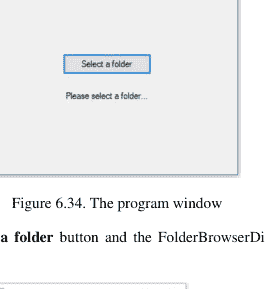 Select a folder
Please select a folder...
Figure 6.34. The program window
a folder button and the FolderBrowserDi